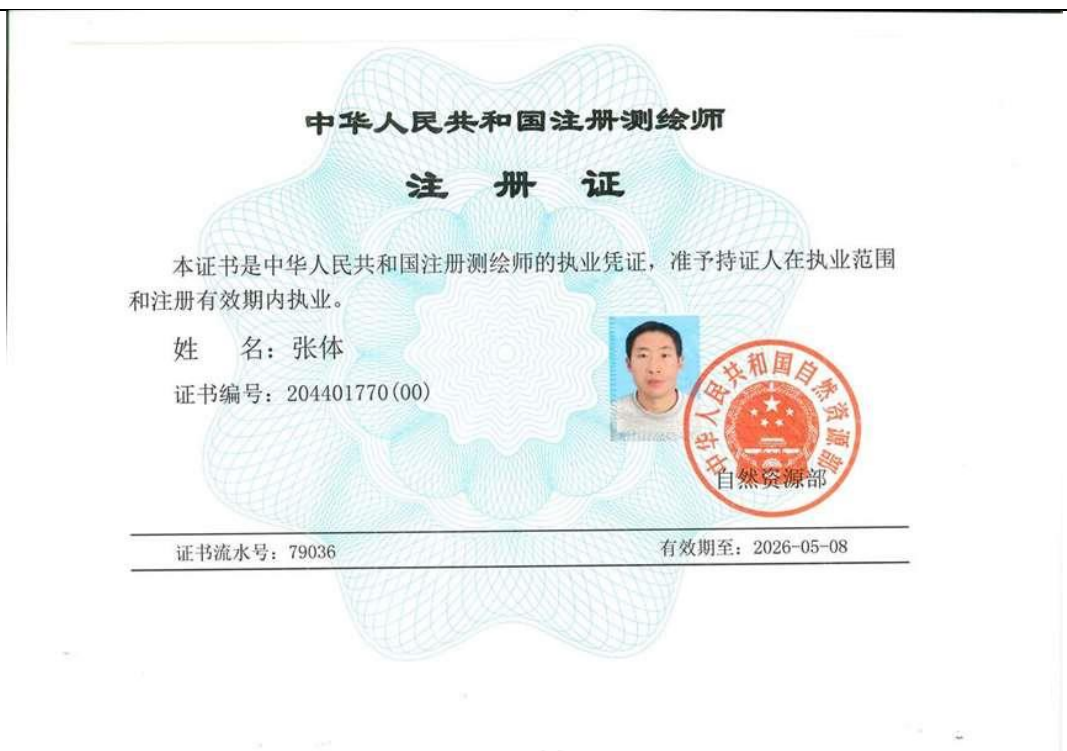 中华人民共和国注册测绘师
注 册 证
本证书是中华人民共和国注册测绘师的执业凭证，准予持证人在执业范围
和注册有效期内执业。
姓 名：张体
证书编号：204401770(00)
中华人民共和国自然资源部
自然资源部
证书流水号：79036
有效期至：2026-05-08